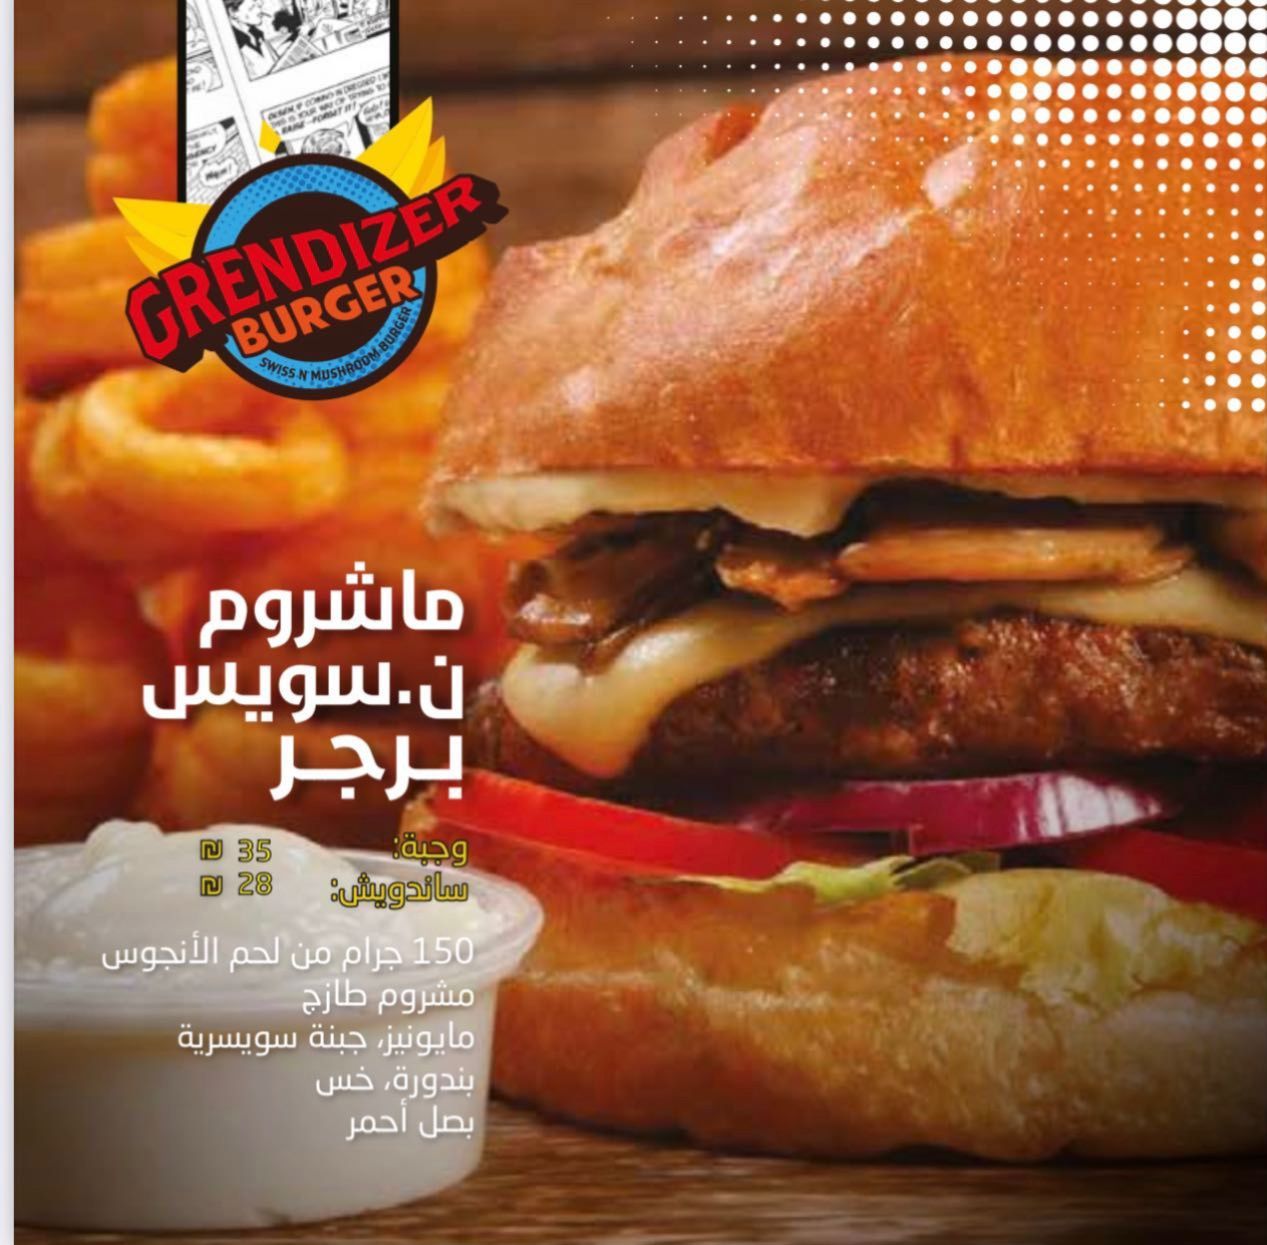 GRENDIZER
BURGER
SWISS N MUSHROOM BURGER
ماشروم
ن.سويس
برجر
وجبة: 35 ₪
ساندويش: 28 ₪
150 جرام من لحم الأنجوس
مشروم طازج
مايونيز، جبنة سويسرية
بندورة، خس
بصل أحمر